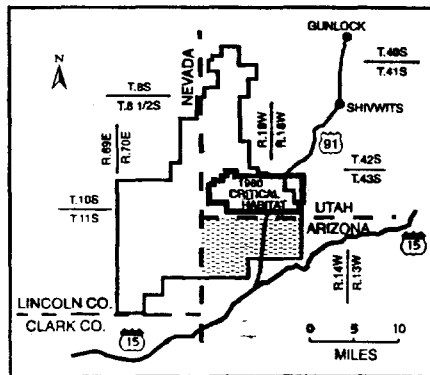 GUNLOCK
N
NEVADA
T.40S
T.41S
T.8S
T.8 1/2S
SHIVWITS
R.69E
R.70E
R.19W
R.18W
91
T.42S
T.43S
1980
CRITICAL
HABITAT
T.10S
T.11S
UTAH
ARIZONA
15
R.14W
R.13W
LINCOLN CO.
CLARK CO.
15
0 5 10
MILES